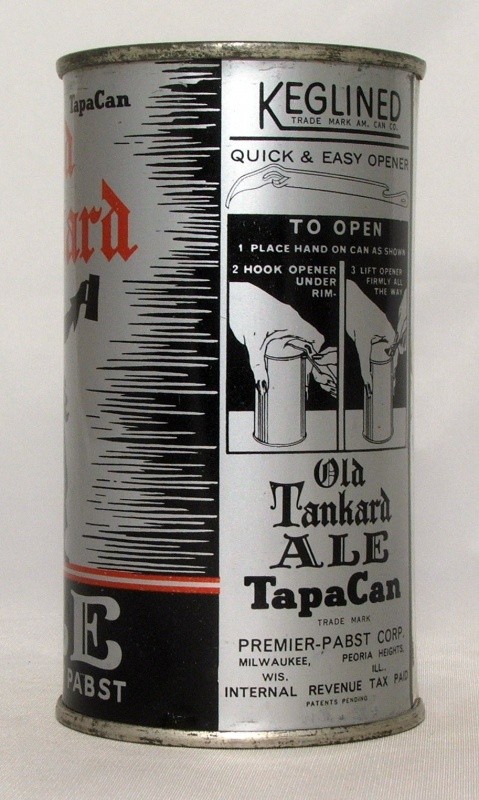 TapaCan
d
ard
E
PABST
KEGLINED
TRADE MARK AM. CAN CO.
QUICK & EASY OPENER
TO OPEN
1 PLACE HAND ON CAN AS SHOWN
2 HOOK OPENER
UNDER
RIM-
3 LIFT OPENER
FIRMLY ALL
THE WAY
Old
Tankard
ALE
TapaCan
TRADE MARK
PREMIER-PABST CORP.
MILWAUKEE, PEORIA HEIGHTS,
WIS. ILL.
INTERNAL REVENUE TAX PAID
PATENTS PENDING